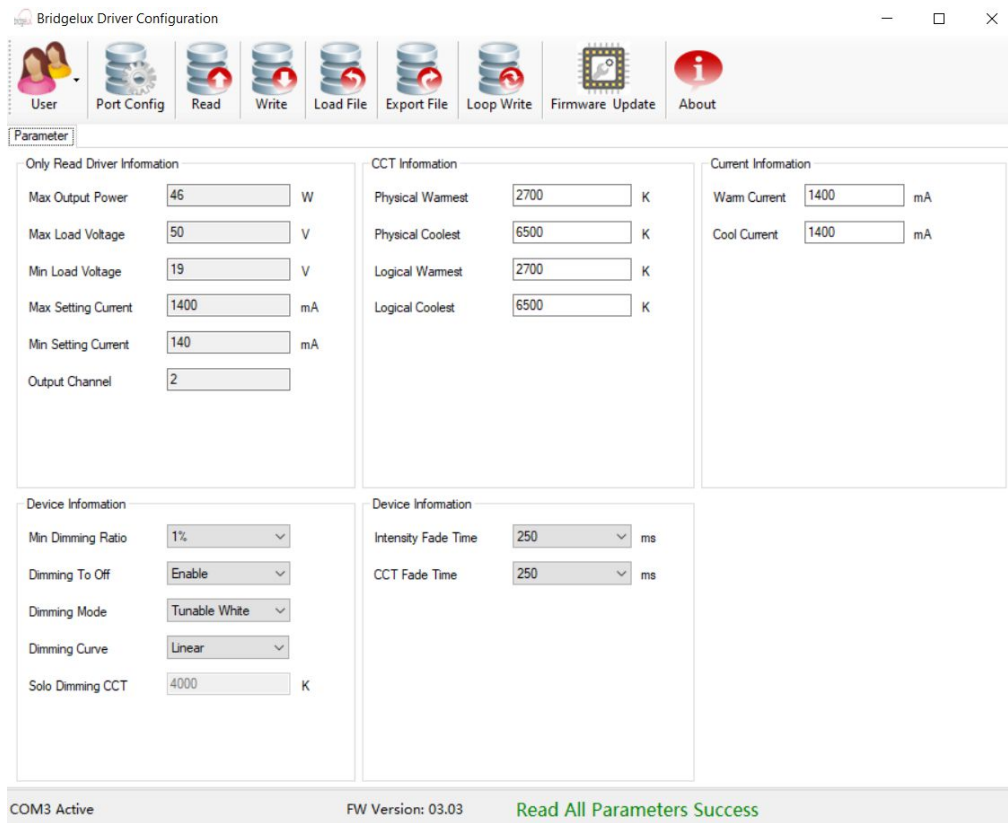 Bridgelux Driver Configuration
User Port Config Read Write Load File Export File Loop Write Firmware Update About
Parameter
Only Read Driver Information
Max Output Power 46 W
Max Load Voltage 50 V
Min Load Voltage 19 V
Max Setting Current 1400 mA
Min Setting Current 140 mA
Output Channel 2
CCT Information
Physical Warmest 2700 K
Physical Coolest 6500 K
Logical Warmest 2700 K
Logical Coolest 6500 K
Current Information
Warm Current 1400 mA
Cool Current 1400 mA
Device Information
Min Dimming Ratio 1%
Dimming To Off Enable
Dimming Mode Tunable White
Dimming Curve Linear
Solo Dimming CCT 4000 K
Device Information
Intensity Fade Time 250 ms
CCT Fade Time 250 ms
COM3 Active FW Version: 03.03 Read All Parameters Success